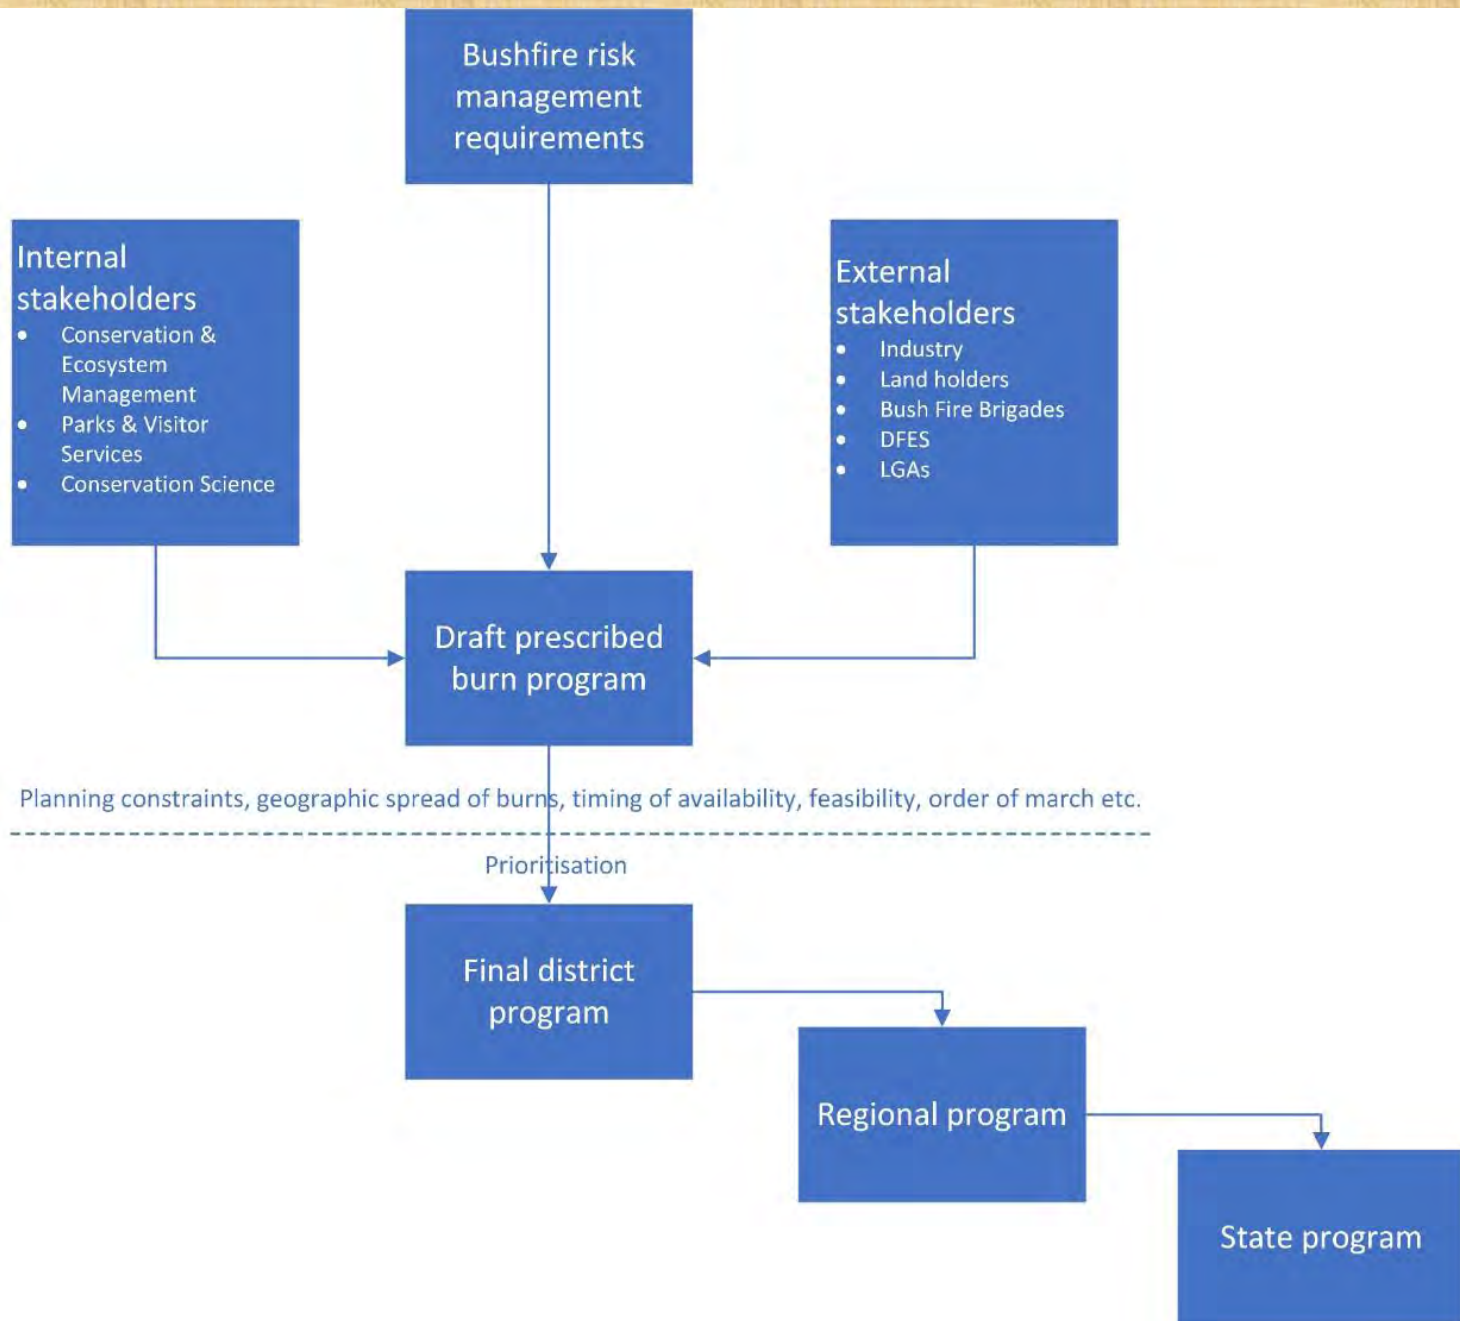 Bushfire risk
management
requirements
Internal
stakeholders
• Conservation &
Ecosystem
Management
• Parks & Visitor
Services
• Conservation Science
External
stakeholders
• Industry
• Land holders
• Bush Fire Brigades
• DFES
• LGAs
Draft prescribed
burn program
Planning constraints, geographic spread of burns, timing of availability, feasibility, order of march etc.
Prioritisation
Final district
program
Regional program
State program